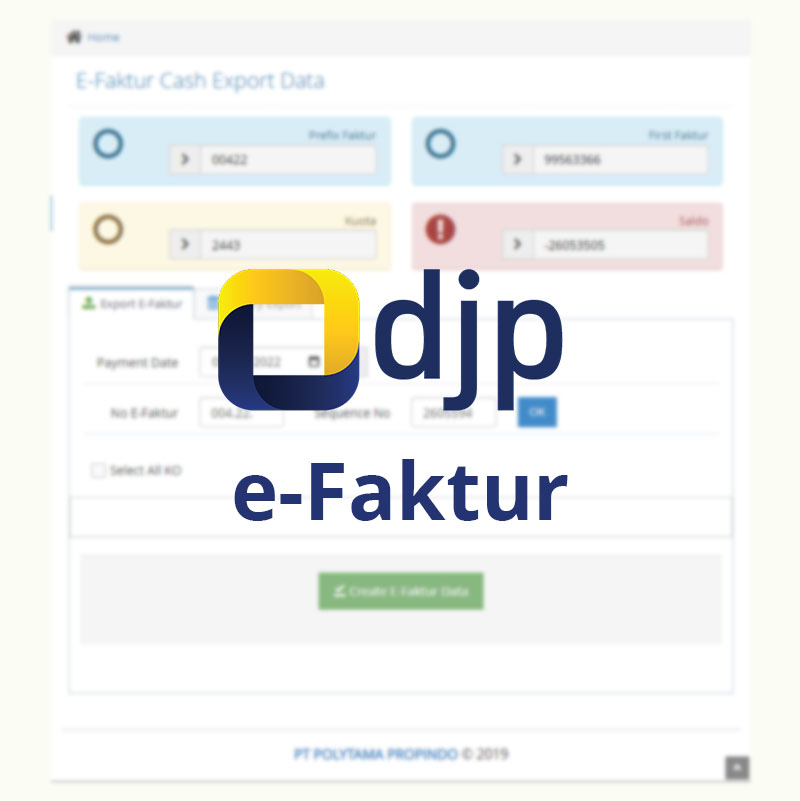 Home
E-Faktur Cash Export Data
Prefix Faktur
00422
First Faktur
99563366
Kuota
2443
Saldo
-26053505
Export E-Faktur
Payment Date
2022
No E-Faktur
004.22.
Sequence No
OK
Select All KO
djp
e-Faktur
Create E-Faktur Data
PT POLYTAMA PROPINDO © 2019